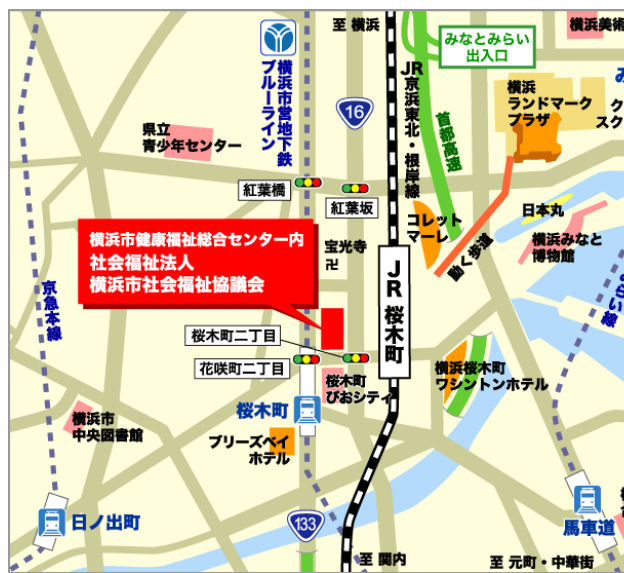 至 横浜
みなとみらい
出入口
横浜美術
横浜市営地下鉄
ブルーライン
16
JR京浜東北・根岸線
首都高速
横浜
ランドマーク
プラザ
み
ク
スク
県立
青少年センター
紅葉橋
紅葉坂
コレット
マーレ
動く歩道
日本丸
横浜みなと
博物館
横浜市健康福祉総合センター内
社会福祉法人
横浜市社会福祉協議会
宝光寺
卍
JR桜木町
京急本線
らい線
桜木町二丁目
花咲町二丁目
桜木町
ぴおシティ
横浜桜木町
ワシントンホテル
桜木町
横浜市
中央図書館
ブリーズベイ
ホテル
日ノ出町
133
馬車道
至 関内
至 元町・中華街